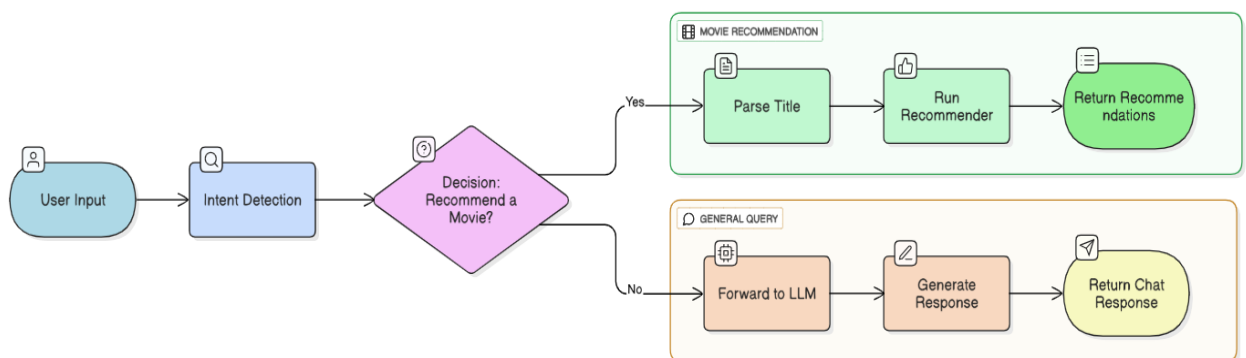 User Input
Intent Detection
Decision:
Recommend a
Movie?
Yes
MOVIE RECOMMENDATION
Parse Title
Run
Recommender
Return Recomme
ndations
No
GENERAL QUERY
Forward to LLM
Generate
Response
Return Chat
Response